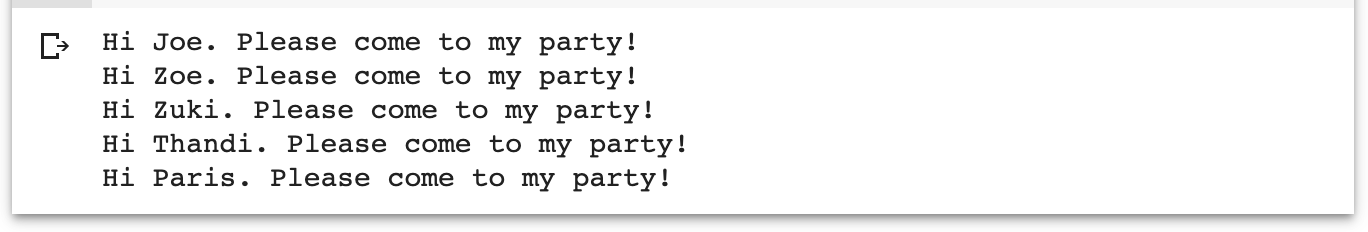 Hi Joe. Please come to my party!
Hi Zoe. Please come to my party!
Hi Zuki. Please come to my party!
Hi Thandi. Please come to my party!
Hi Paris. Please come to my party!